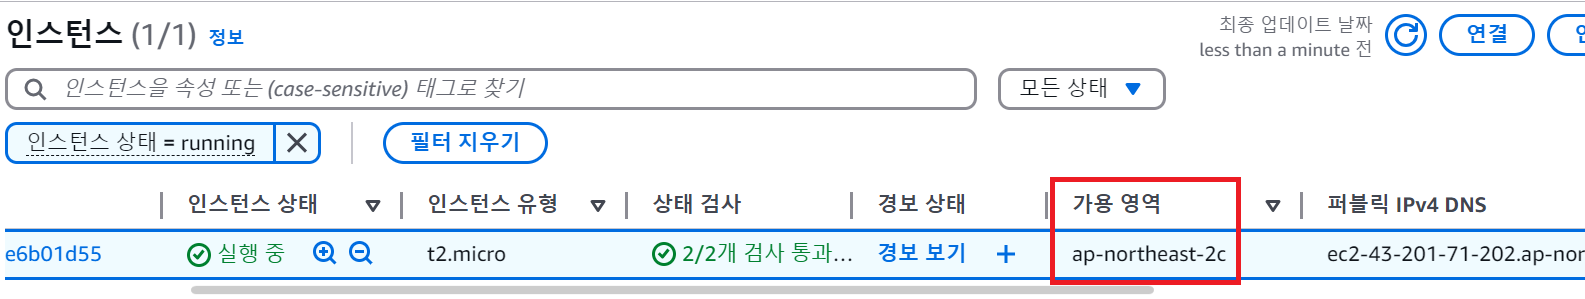 인스턴스 (1/1) 정보
최종 업데이트 날짜
less than a minute 전
연결
인스턴스을 속성 또는 (case-sensitive) 태그로 찾기
모든 상태
인스턴스 상태 = running
필터 지우기
인스턴스 상태 인스턴스 유형 상태 검사 경보 상태 가용 영역 퍼블릭 IPv4 DNS
e6b01d55 실행 중 t2.micro 2/2개 검사 통과... 경보 보기 + ap-northeast-2c ec2-43-201-71-202.ap-nor